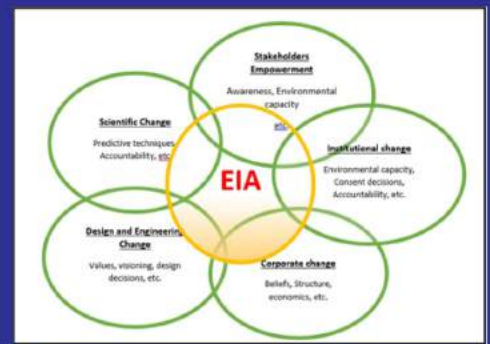 Stakeholders
Empowerment
Awareness, Environmental
capacity
etc.
Scientific Change
Predictive techniques
Accountability, etc
EIA
Institutional change
Environmental capacity,
Consent decisions,
Accountability, etc.
Design and Engineering
Change
Values, visioning, design
decisions, etc.
Corporate change
Beliefs, Structure,
economics, etc.